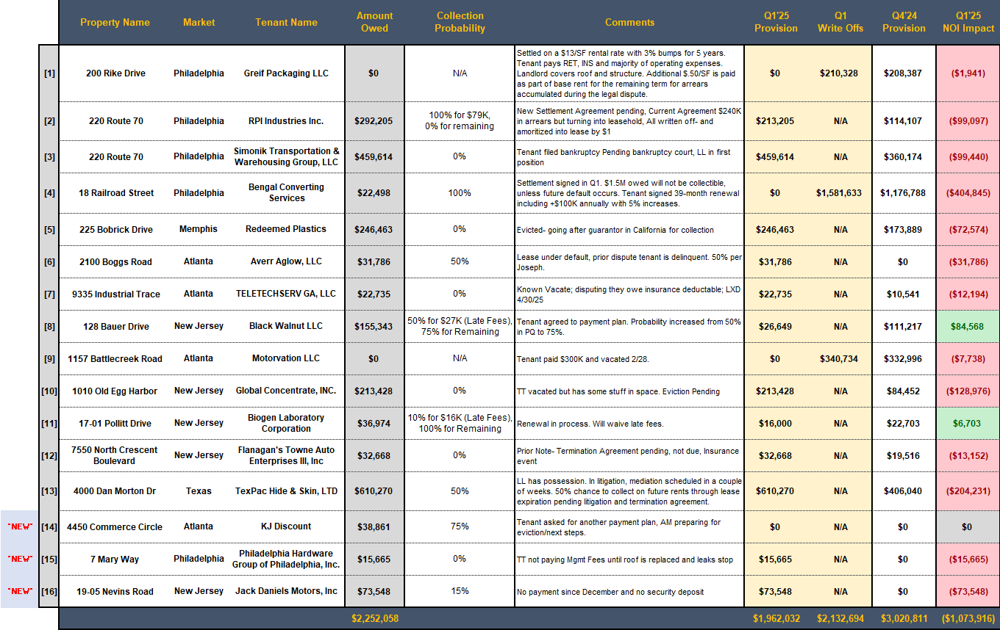 Property Name Market Tenant Name Amount Owed Collection Probability Comments Q1'25 Provision Q1 Write Offs Q4'24 Provision Q1'25 NOI Impact
[1] 200 Rike Drive Philadelphia Greif Packaging LLC $0 N/A
Settled on a $13/SF rental rate with 3% bumps for 5 years.
Tenant pays RET, INS and majority of operating expenses.
Landlord covers roof and structure. Additional $.50/SF is paid
as part of base rent for the remaining term for arrears
accumulated during the legal dispute.
$0 $210,328 $208,387 ($1,941)
[2] 220 Route 70 Philadelphia RPI Industries Inc. $292,205
100% for $79K,
0% for remaining
New Settlement Agreement pending, Current Agreement $240K
in arrears but turning into leasehold, All written off- and
amoritized into lease by $1
$213,205 N/A $114,107 ($99,097)
[3] 220 Route 70 Philadelphia
Simonik Transportation &
Warehousing Group, LLC
$459,614 0%
Tenant filed bankruptcy Pending bankruptcy court, LL in first
position
$459,614 N/A $360,174 ($99,440)
[4] 18 Railroad Street Philadelphia
Bengal Converting
Services
$22,498 100%
Settlement signed in Q1. $1.5M owed will not be collectible,
unless future default occurs. Tenant signed 39-month renewal
including +$100K annually with 5% increases.
$0 $1,581,633 $1,176,788 ($404,845)
[5] 225 Bobrick Drive Memphis Redeemed Plastics $246,463 0% Evicted- going after guarantor in California for collection $246,463 N/A $173,889 ($72,574)
[6] 2100 Boggs Road Atlanta Averr Aglow, LLC $31,786 50%
Lease under default, prior dispute tenant is delinquent. 50% per
Joseph.
$31,786 N/A $0 ($31,786)
[7] 9335 Industrial Trace Atlanta TELETECHSERV GA, LLC $22,735 0%
Known Vacate; disputing they owe insurance deductable; LXD
4/30/25
$22,735 N/A $10,541 ($12,194)
[8] 128 Bauer Drive New Jersey Black Walnut LLC $155,343
50% for $27K (Late Fees),
75% for Remaining
Tenant agreed to payment plan. Probability increased from 50%
in PQ to 75%.
$26,649 N/A $111,217 $84,568
[9] 1157 Battlecreek Road Atlanta Motorvation LLC $0 N/A Tenant paid $300K and vacated 2/28. $0 $340,734 $332,996 ($7,738)
[10] 1010 Old Egg Harbor New Jersey Global Concentrate, INC. $213,428 0% TT vacated but has some stuff in space. Eviction Pending $213,428 N/A $84,452 ($128,976)
[11] 17-01 Pollitt Drive New Jersey
Biogen Laboratory
Corporation
$36,974
10% for $16K (Late Fees),
100% for Remaining
Renewal in process. Will waive late fees. $16,000 N/A $22,703 $6,703
[12]
7550 North Crescent
Boulevard
New Jersey
Flanagan's Towne Auto
Enterprises III, Inc
$32,668 0%
Prior Note- Termination Agreement pending, not due, Insurance
event
$32,668 N/A $19,516 ($13,152)
[13] 4000 Dan Morton Dr Texas TexPac Hide & Skin, LTD $610,270 50%
LL has possession. In litigation, mediation scheduled in a couple
of weeks. 50% chance to collect on future rents through lease
expiration pending litigation and termination agreement.
$610,270 N/A $406,040 ($204,231)
"NEW" [14] 4450 Commerce Circle Atlanta KJ Discount $38,861 75%
Tenant asked for another payment plan, AM preparing for
eviction/next steps.
$0 N/A $0 $0
"NEW" [15] 7 Mary Way Philadelphia
Philadelphia Hardware
Group of Philadelphia, Inc.
$15,665 0% TT not paying Mgmt Fees until roof is replaced and leaks stop $15,665 N/A $0 ($15,665)
"NEW" [16] 19-05 Nevins Road New Jersey Jack Daniels Motors, Inc $73,548 15% No payment since December and no security deposit $73,548 N/A $0 ($73,548)
$2,252,058 $1,962,032 $2,132,694 $3,020,811 ($1,073,916)